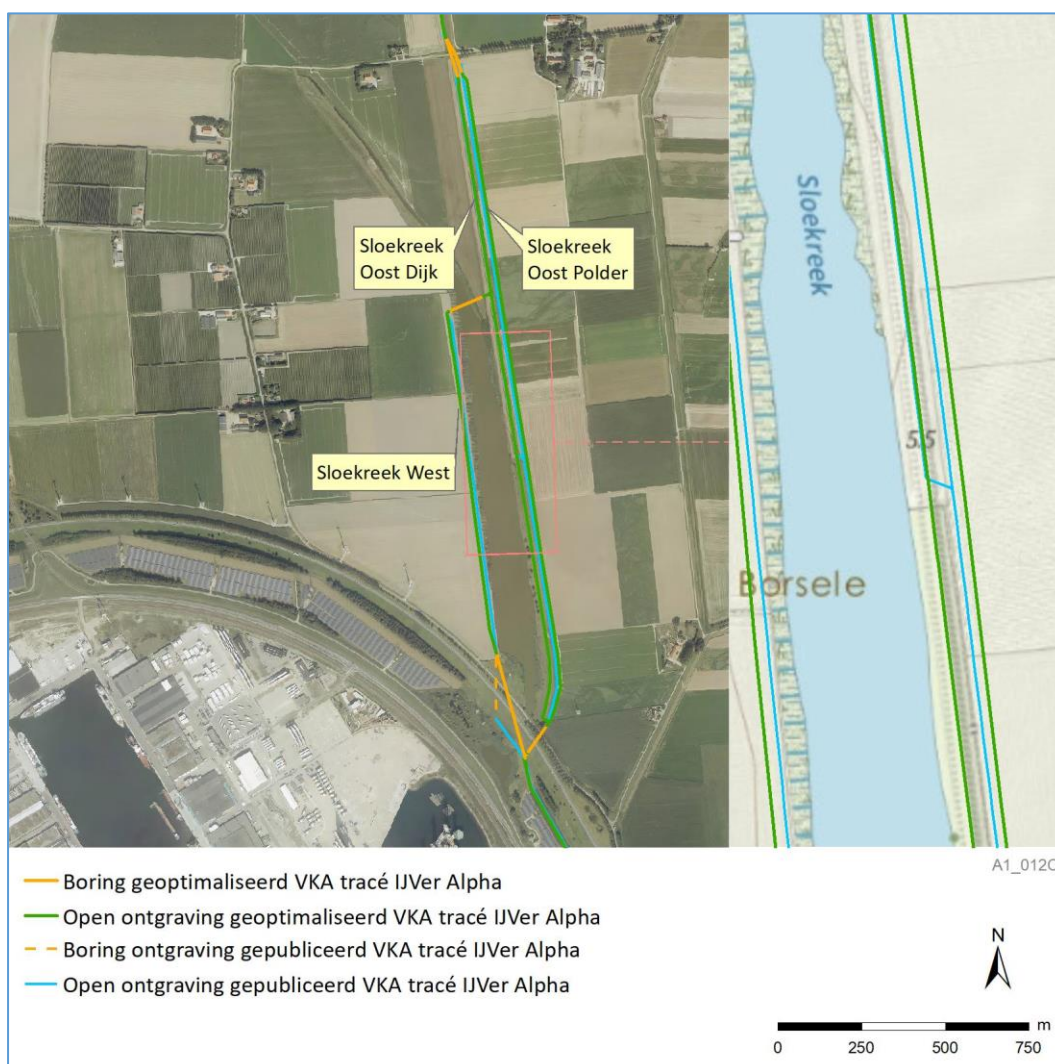 Sloekreek
Oost Dijk
Sloekreek
Oost Polder
Sloekreek West
Sloekreek
5.5
Borsele
A1_012C
Boring geoptimaliseerd VKA tracé IJVer Alpha
Open ontgraving geoptimaliseerd VKA tracé IJVer Alpha
Boring ontgraving gepubliceerd VKA tracé IJVer Alpha
Open ontgraving gepubliceerd VKA tracé IJVer Alpha
N
m
0 250 500 750